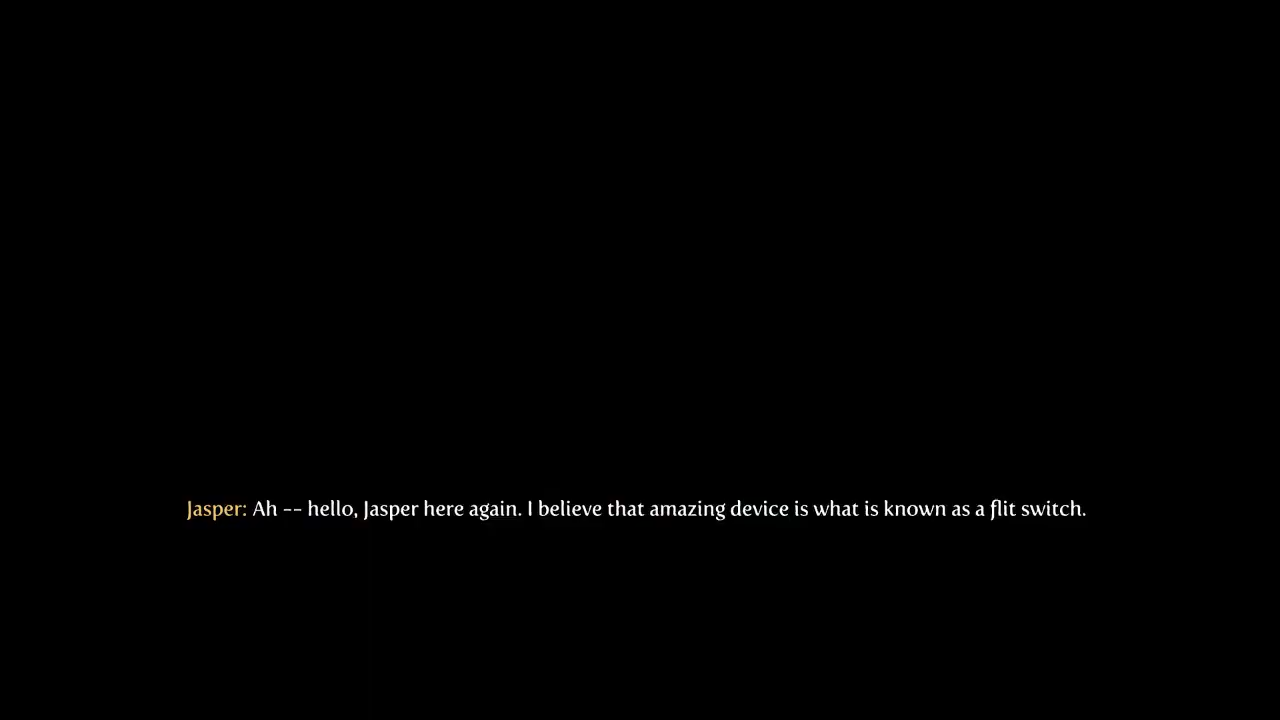 Jasper: Ah -- hello, Jasper here again. I believe that amazing device is what is known as a flit switch.